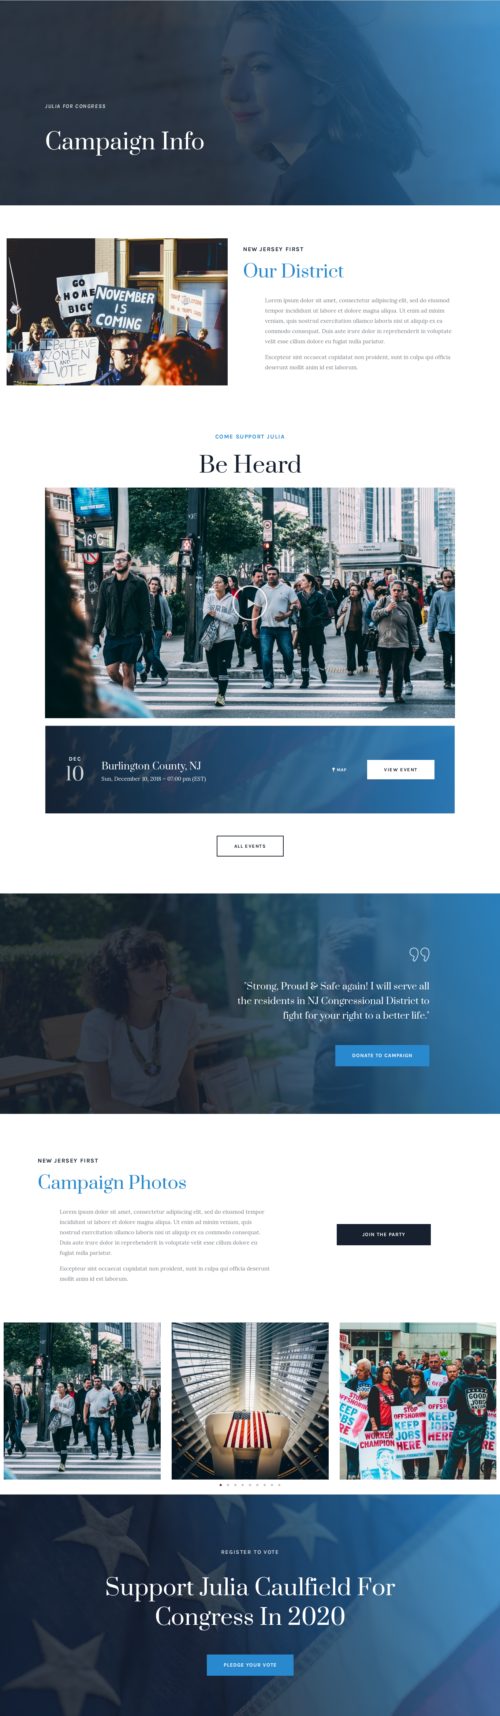 JULIA FOR CONGRESS
Campaign Info
GO
HOME
BIGO
NOVEMBER
IS
COMING
BELIEVE
WOMEN
AND
VOTE
NEW JERSEY FIRST
Our District
Lorem ipsum dolor sit amet, consectetur adipiscing elit, sed do eiusmod
tempor incididunt ut labore et dolore magna aliqua. Ut enim ad minim
veniam, quis nostrud exercitation ullamco laboris nisi ut aliquip ex ea
commodo consequat. Duis aute irure dolor in reprehenderit in voluptate
velit esse cillum dolore eu fugiat nulla pariatur.
Excepteur sint occaecat cupidatat non proident, sunt in culpa qui officia
deserunt mollit anim id est laborum.
COME SUPPORT JULIA
Be Heard
16°C
DEC
10
Burlington County, NJ
Sun, December 10, 2018 – 07:00 pm (EST)
MAP
VIEW EVENT
ALL EVENTS
"Strong, Proud & Safe again! I will serve all
the residents in NJ Congressional District to
fight for your right to a better life."
DONATE TO CAMPAIGN
NEW JERSEY FIRST
Campaign Photos
Lorem ipsum dolor sit amet, consectetur adipiscing elit, sed do eiusmod tempor
incididunt ut labore et dolore magna aliqua. Ut enim ad minim veniam, quis
nostrud exercitation ullamco laboris nisi ut aliquip ex ea commodo consequat.
Duis aute irure dolor in reprehenderit in voluptate velit esse cillum dolore eu
fugiat nulla pariatur.
Excepteur sint occaecat cupidatat non proident, sunt in culpa qui officia deserunt
mollit anim id est laborum.
JOIN THE PARTY
STOP
OFFSHORING
KEEP
JOBS
HERE
WORKER
CHAMPION
KEEP
JOBS
HERE
STOP
OFFSHORIN
KEEP
JOBS
HERE
GOOD
JOBS
REGISTER TO VOTE
Support Julia Caulfield For
Congress In 2020
PLEDGE YOUR VOTE